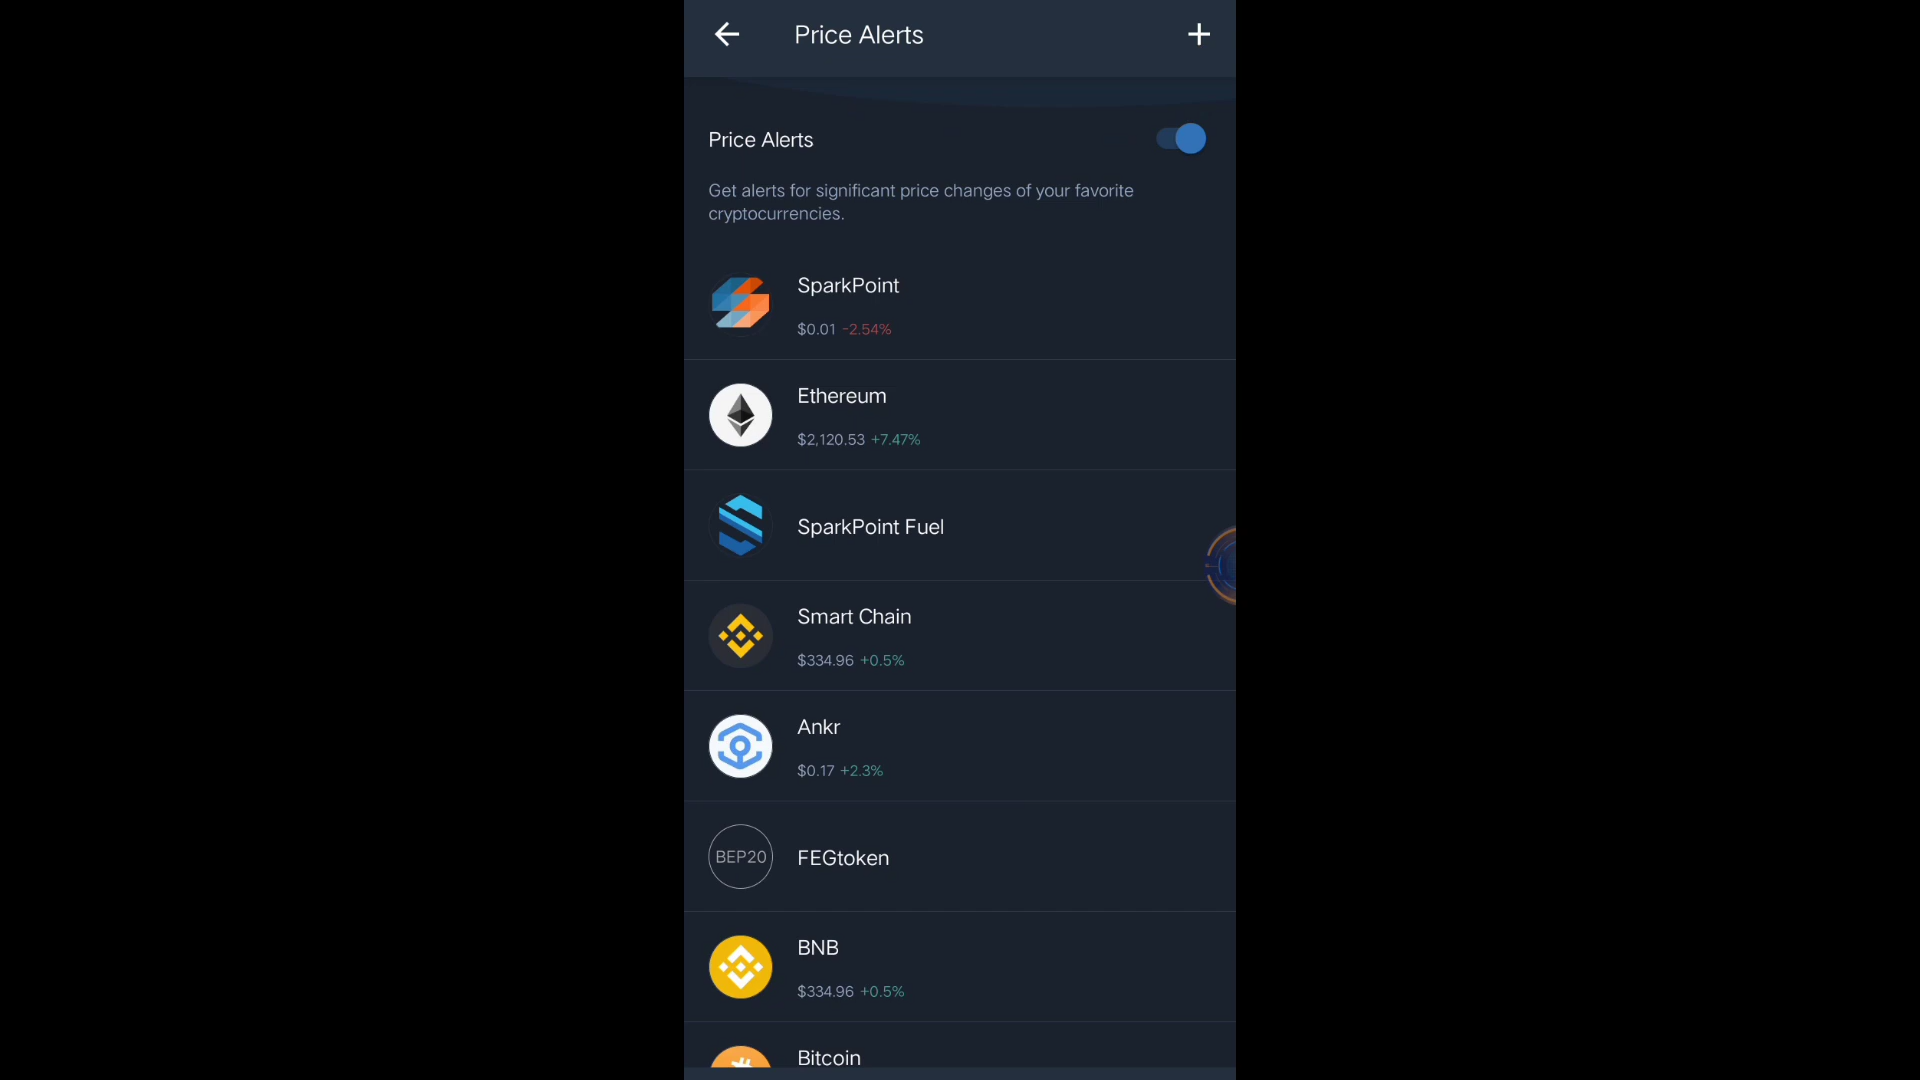 Price Alerts
Price Alerts
Get alerts for significant price changes of your favorite
cryptocurrencies.
SparkPoint
$0.01 -2.54%
Ethereum
$2,120.53 +7.47%
SparkPoint Fuel
Smart Chain
$334.96 +0.5%
Ankr
$0.17 +2.3%
BEP20 FEGtoken
BNB
$334.96 +0.5%
Bitcoin